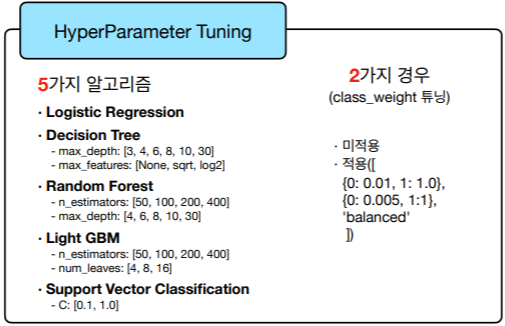 HyperParameter Tuning
5가지 알고리즘
· Logistic Regression
· Decision Tree
- max_depth: [3, 4, 6, 8, 10, 30]
- max_features: [None, sqrt, log2]
· Random Forest
- n_estimators: [50, 100, 200, 400]
- max_depth: [4, 6, 8, 10, 30]
· Light GBM
- n_estimators: [50, 100, 200, 400]
- num_leaves: [4, 8, 16]
· Support Vector Classification
- C: [0.1, 1.0]
2가지 경우
(class_weight 튜닝)
· 미적용
· 적용([
{0: 0.01, 1: 1.0},
{0: 0.005, 1:1},
'balanced'
])